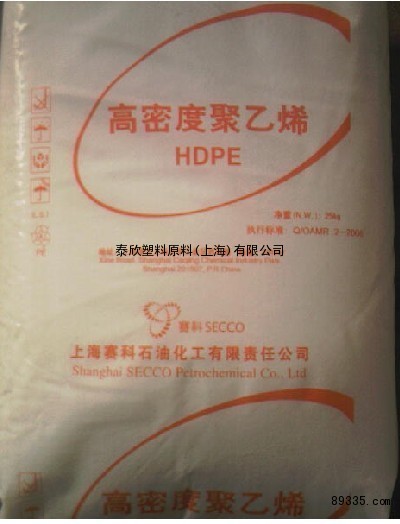 高密度聚乙烯
HDPE
净重(N.W.): 25kg
执行标准: Q/OAMR 2-2006
泰欣塑料原料(上海)有限公司
Shanghai 201507, P.R.China
赛科 SECCO
上海赛科石油化工有限责任公司
Shanghai SECCO Petrochemical Co., Ltd.
高密度聚乙烯
89335.com